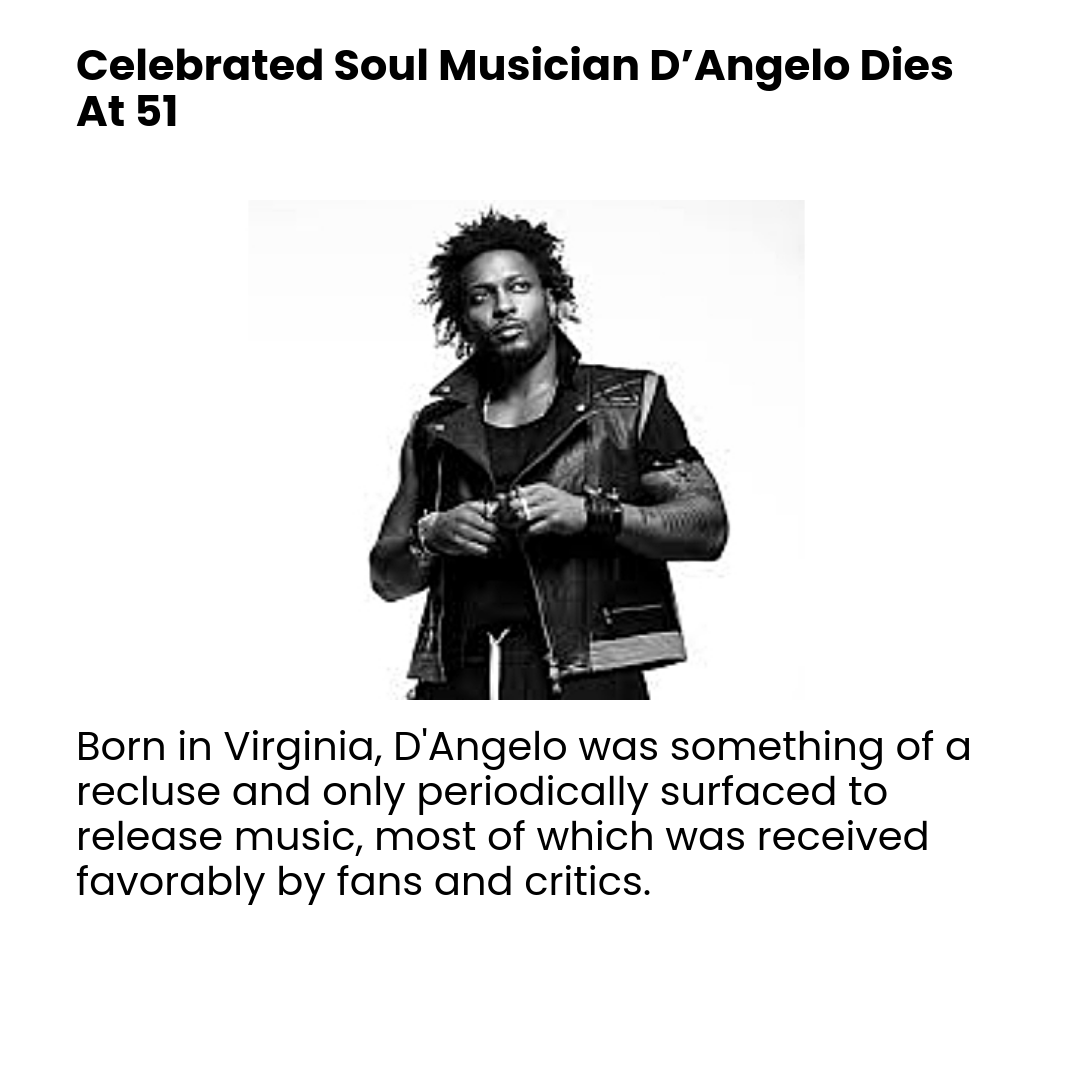 Celebrated Soul Musician D’Angelo Dies
At 51
Born in Virginia, D'Angelo was something of a
recluse and only periodically surfaced to
release music, most of which was received
favorably by fans and critics.